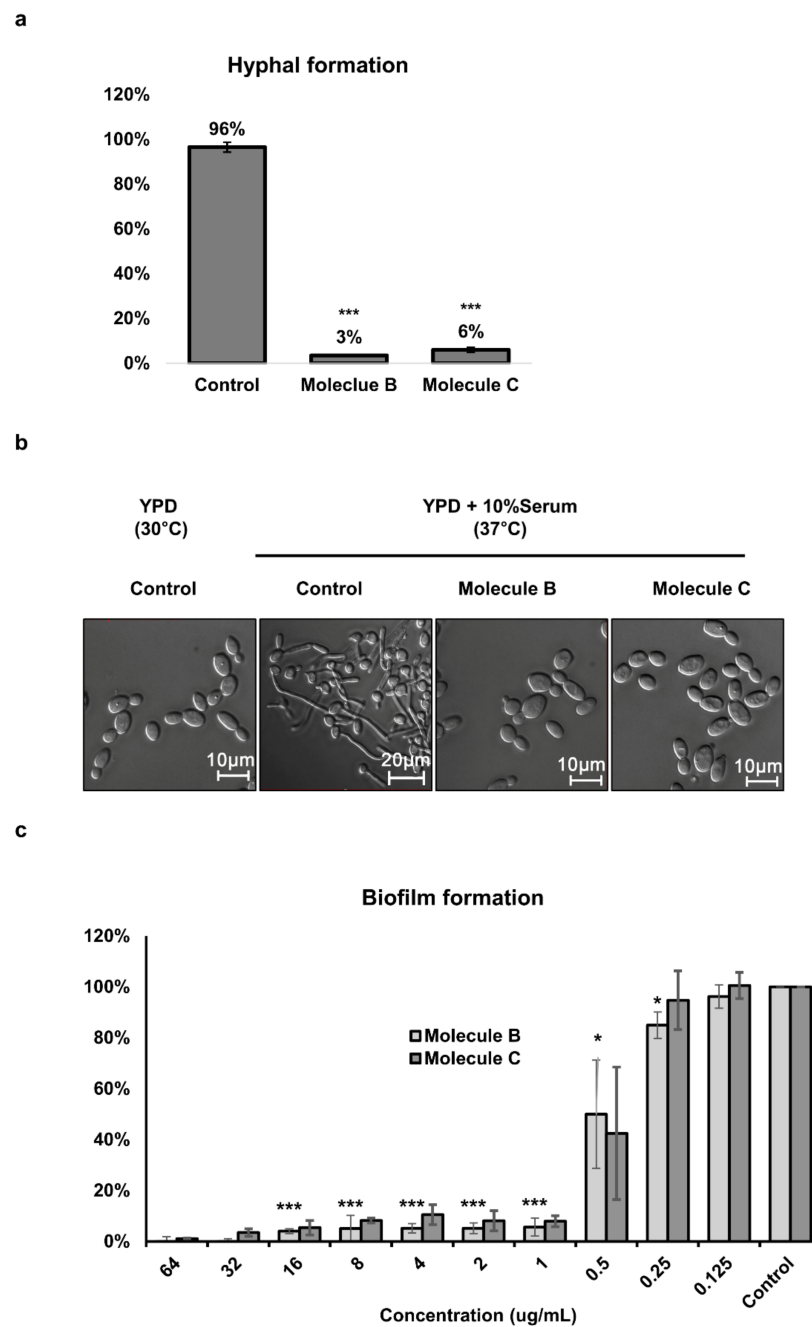 a
Hyphal formation
120%
100%
80%
60%
40%
20%
0%
96%
***
3%
***
6%
Control
Moleclue B
Molecule C
b
YPD
(30°C)
YPD + 10%Serum
(37°C)
Control
Control
Molecule B
Molecule C
10µm
20µm
10µm
10µm
c
Biofilm formation
120%
100%
80%
60%
40%
20%
0%
Molecule B
Molecule C
***
***
***
***
***
*
*
64
32
16
8
4
2
1
0.5
0.25
0.125
Control
Concentration (ug/mL)